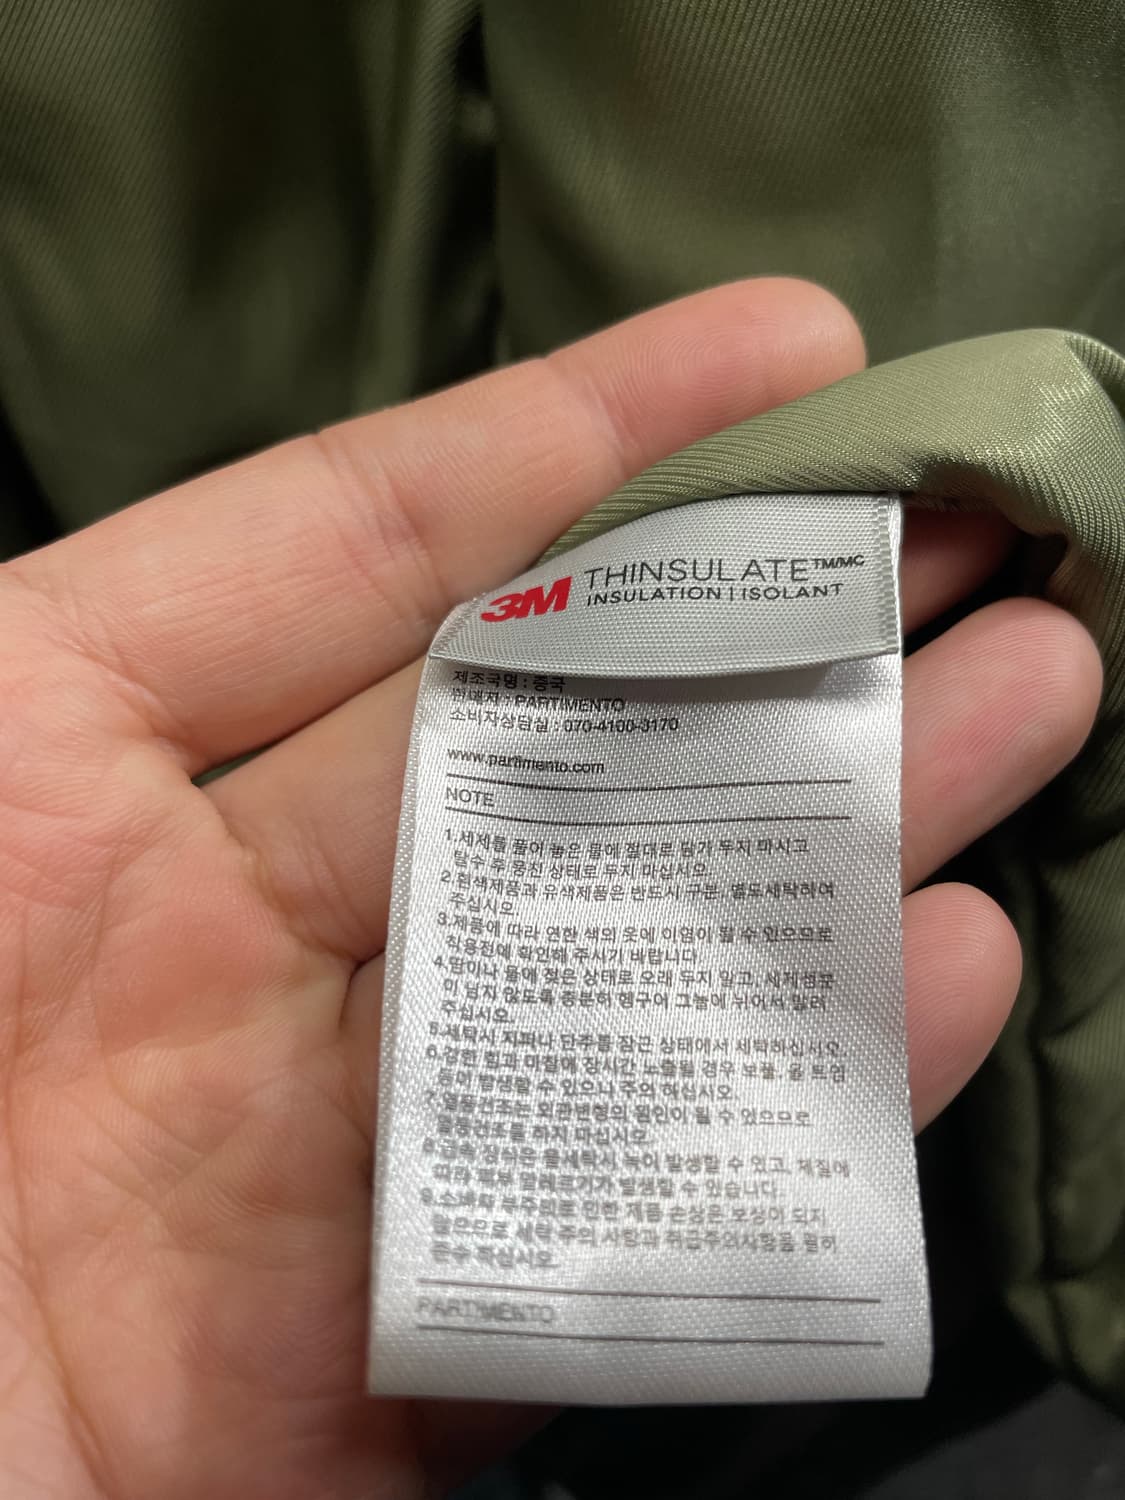 3M THINSULATE™/MC
INSULATION | ISOLANT
제조국명 : 중국
판매자 : PARTIMENTO
소비자상담실 : 070-4100-3170
www.partimento.com
NOTE
1.세제를 풀어 놓은 물에 절대로 담가 두지 마시고
탈수 후 뭉친 상태로 두지 마십시오.
2.흰색제품과 유색제품은 반드시 구분, 별도세탁하여
주십시오.
3.제품에 따라 연한 색의 옷에 이염이 될 수 있으므로
착용전에 확인해 주시기 바랍니다.
4.땀이나 물에 젖은 상태로 오래 두지 말고, 세제성분
이 남지 않도록 충분히 헹구어 그늘에 뉘어서 말려
주십시오.
5.세탁시 지퍼나 단추를 잠근 상태에서 세탁하십시오.
6.강한 힘과 마찰에 장시간 노출될 경우 보풀, 올 트임
등이 발생할 수 있으니 주의 하십시오.
7.열풍건조는 외관변형의 원인이 될 수 있으므로
열풍건조를 하지 마십시오.
8.금속 장식은 물세탁시 녹이 발생할 수 있고, 체질에
따라 피부 알레르기가 발생할 수 있습니다.
9.소비자 부주의로 인한 제품 손상은 보상이 되지
않으므로 세탁 주의 사항과 취급주의사항을 필히
준수 하십시오.
PARTIMENTO